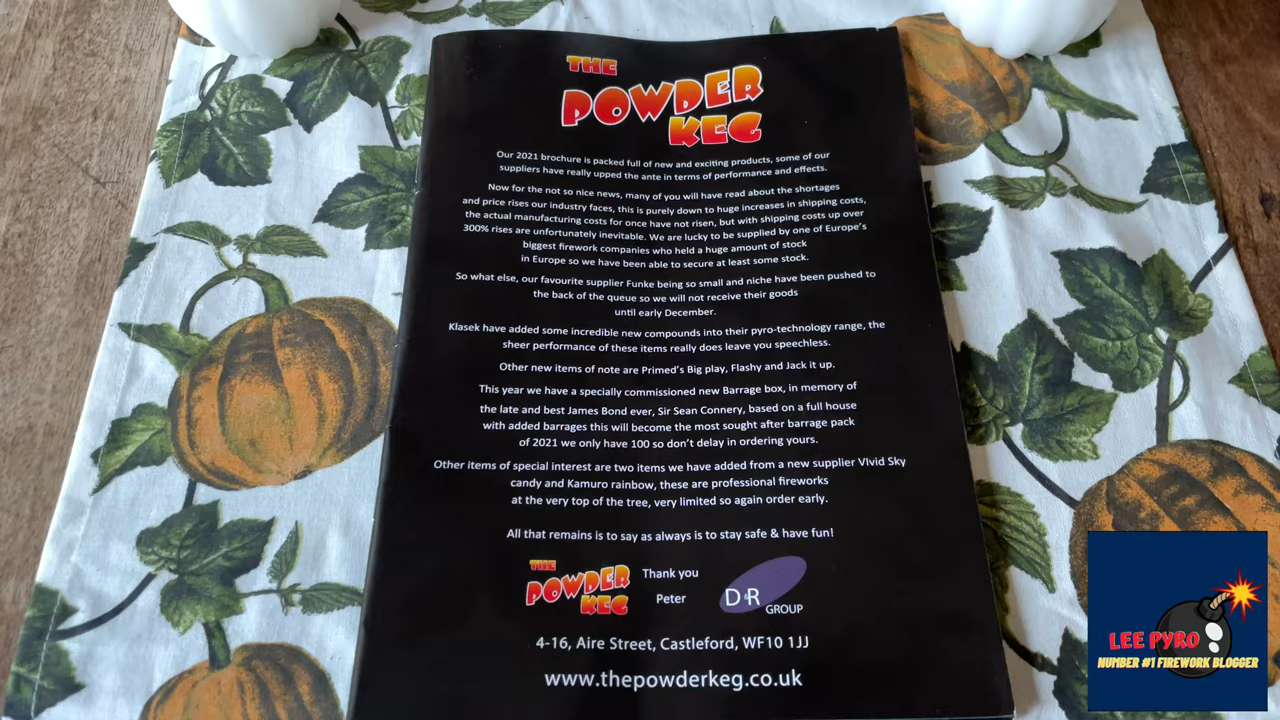 THE
POWDER
KEG
Our 2021 brochure is packed full of new and exciting products, some of our
suppliers have really upped the ante in terms of performance and effects.
Now for the not so nice news, many of you will have read about the shortages
and price rises our industry faces, this is purely down to huge increases in shipping costs,
the actual manufacturing costs for once have not risen, but with shipping costs up over
300% rises are unfortunately inevitable. We are lucky to be supplied by one of Europe's
biggest firework companies who held a huge amount of stock
in Europe so we have been able to secure at least some stock.
So what else, our favourite supplier Funke being so small and niche have been pushed to
the back of the queue so we will not receive their goods
until early December.
Klasek have added some incredible new compounds into their pyro-technology range, the
sheer performance of these items really does leave you speechless.
Other new items of note are Primed's Big play, Flashy and Jack it up.
This year we have a specially commissioned new Barrage box, in memory of
the late and best James Bond ever, Sir Sean Connery, based on a full house
with added barrages this will become the most sought after barrage pack
of 2021 we only have 100 so don't delay in ordering yours.
Other items of special interest are two items we have added from a new supplier VIvid Sky
candy and Kamuro rainbow, these are professional fireworks
at the very top of the tree, very limited so again order early.
All that remains is to say as always is to stay safe & have fun!
THE
POWDER
KEG
Thank you
Peter
D&R
GROUP
4-16, Aire Street, Castleford, WF10 1JJ
www.thepowderkeg.co.uk
LEE PYRO
NUMBER #1 FIREWORK BLOGGER